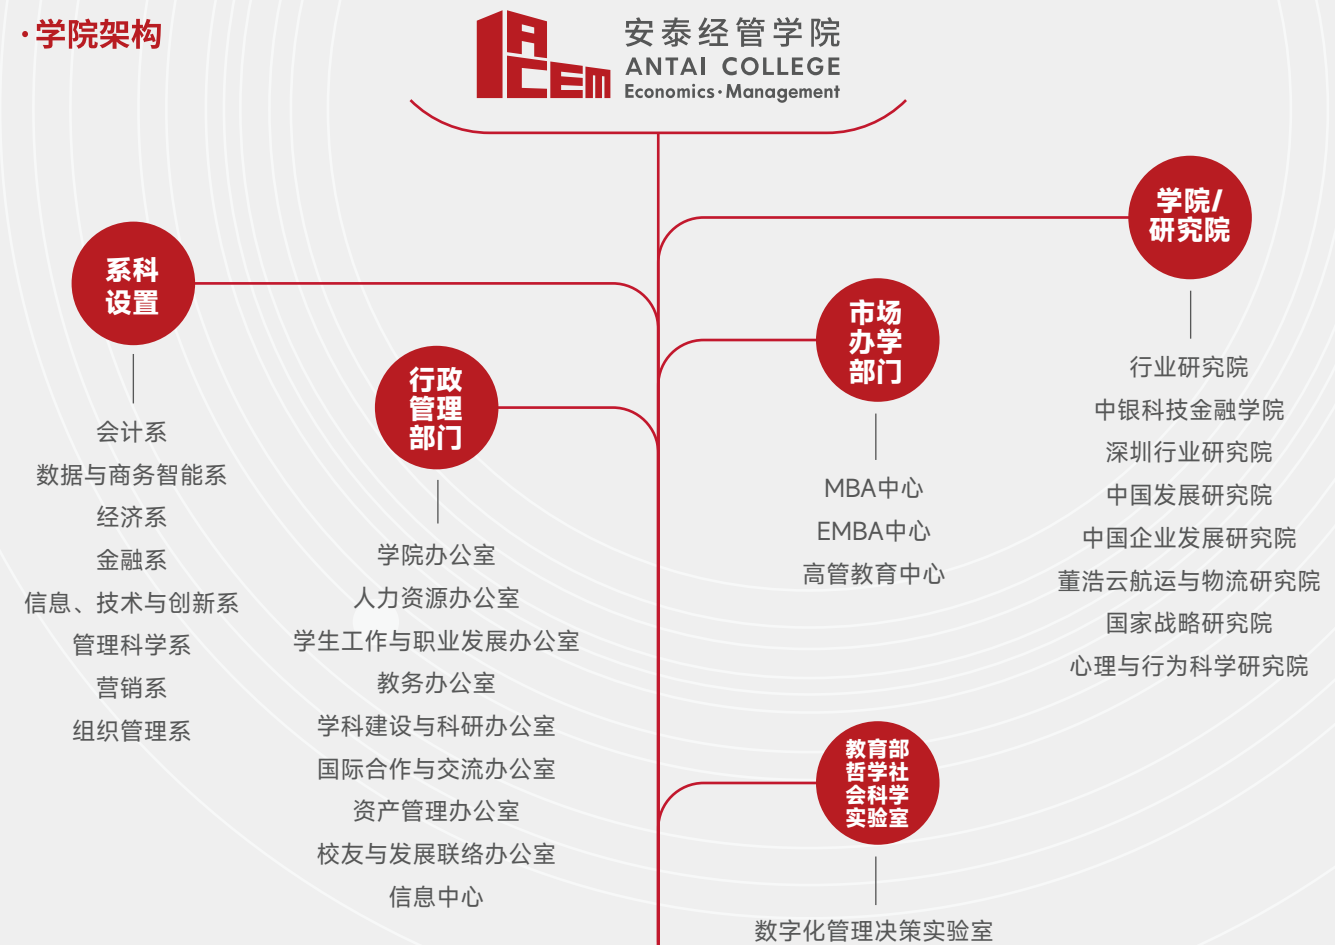 ·学院架构
ACEM
安泰经管学院
ANTAI COLLEGE
Economics·Management
系科
设置
会计系
数据与商务智能系
经济系
金融系
信息、技术与创新系
管理科学系
营销系
组织管理系
行政
管理
部门
学院办公室
人力资源办公室
学生工作与职业发展办公室
教务办公室
学科建设与科研办公室
国际合作与交流办公室
资产管理办公室
校友与发展联络办公室
信息中心
市场
办学
部门
MBA中心
EMBA中心
高管教育中心
学院/
研究院
行业研究院
中银科技金融学院
深圳行业研究院
中国发展研究院
中国企业发展研究院
董浩云航运与物流研究院
国家战略研究院
心理与行为科学研究院
教育部
哲学社
会科学
实验室
数字化管理决策实验室